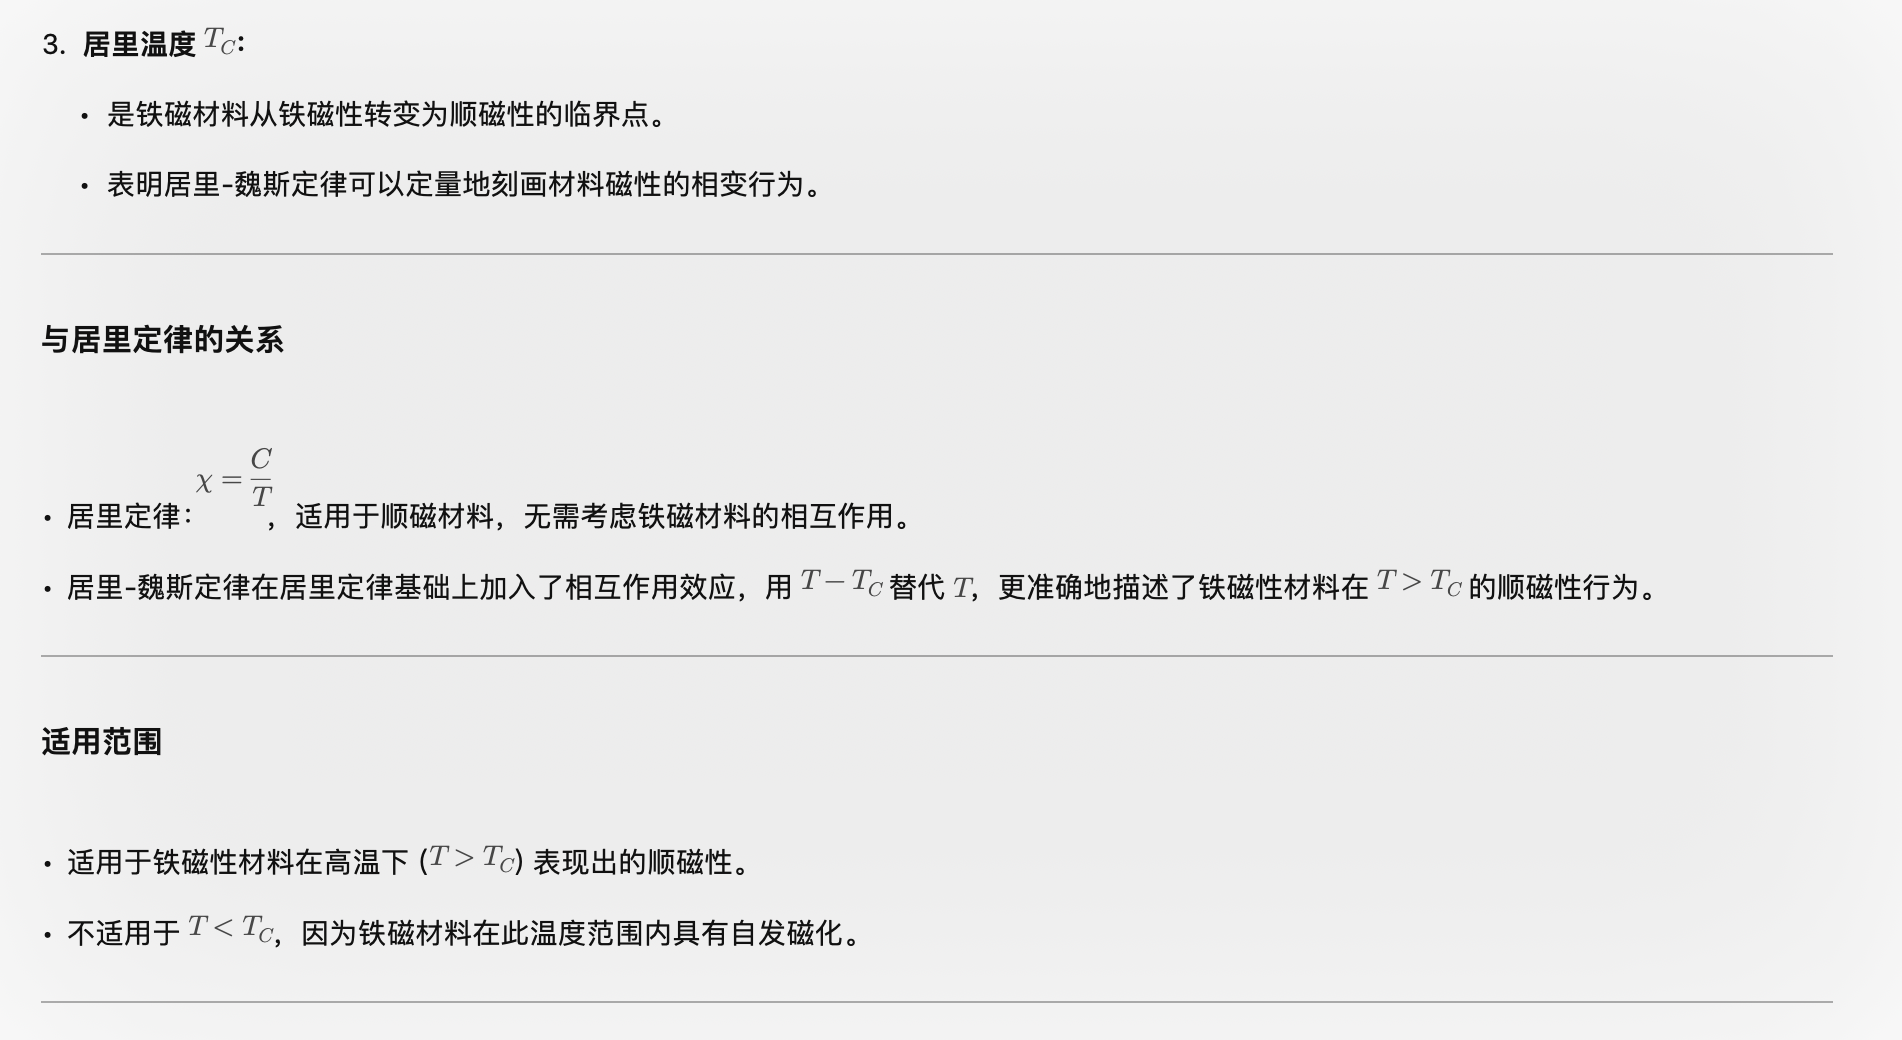 3. 居里温度 T_C:
• 是铁磁材料从铁磁性转变为顺磁性的临界点。
• 表明居里-魏斯定律可以定量地刻画材料磁性的相变行为。
与居里定律的关系
• 居里定律：χ = C/T，适用于顺磁材料，无需考虑铁磁材料的相互作用。
• 居里-魏斯定律在居里定律基础上加入了相互作用效应，用 T − T_C 替代 T，更准确地描述了铁磁性材料在 T > T_C 的顺磁性行为。
适用范围
• 适用于铁磁性材料在高温下 (T > T_C) 表现出的顺磁性。
• 不适用于 T < T_C，因为铁磁材料在此温度范围内具有自发磁化。